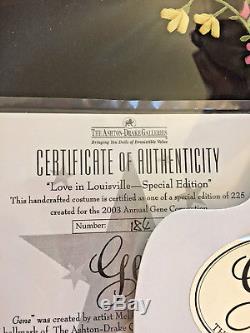 THE ASHTON-DRAKE GALLERIES
Bringing You Dolls of Irresistible Value
CERTIFICATE OF AUTHENTICITY
"Love in Louisville—Special Edition"
This handcrafted costume is certified as one of a special edition of 225
created for the 2003 Annual Gene Convention
Number:
Gene® was created by artist
hallmark of The Ashton-Drake